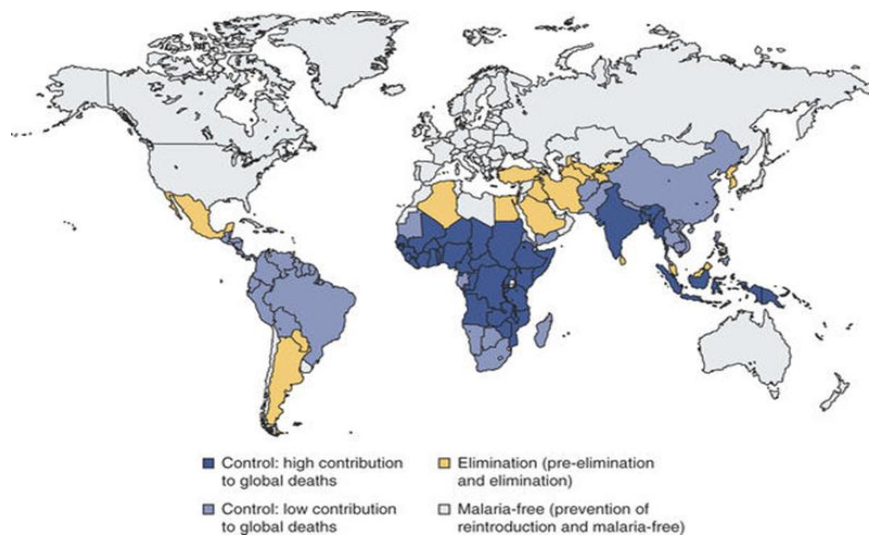 Control: high contribution
to global deaths
Control: low contribution
to global deaths
Elimination (pre-elimination
and elimination)
Malaria-free (prevention of
reintroduction and malaria-free)